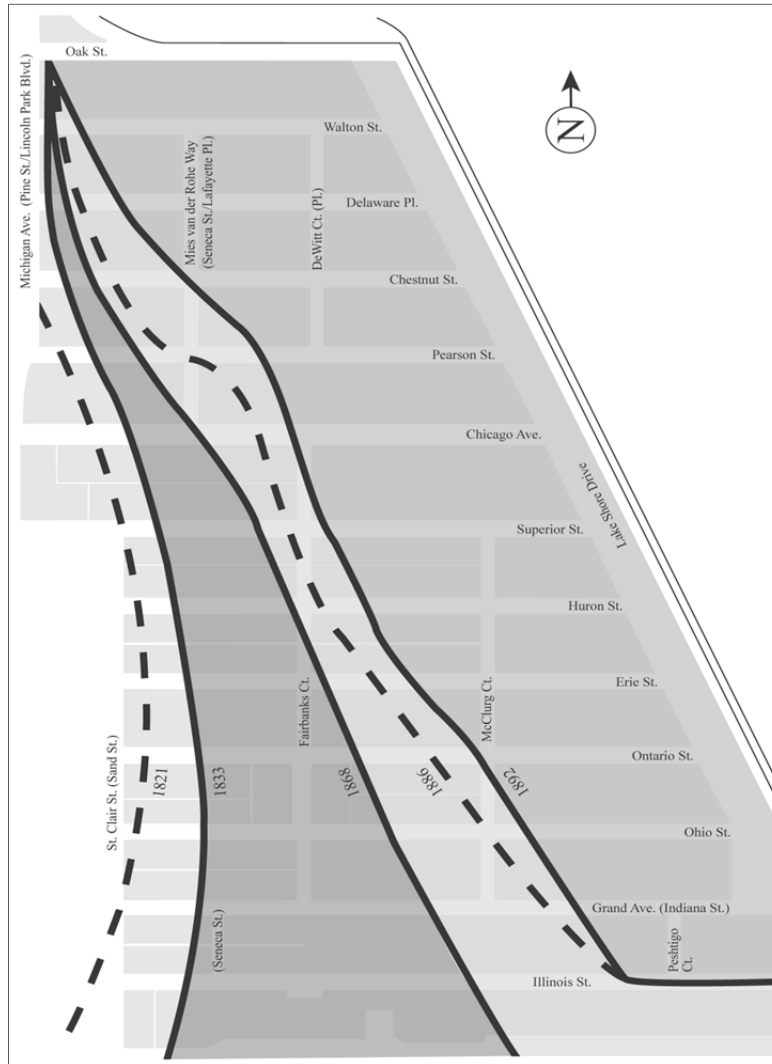 Oak St.
Michigan Ave. (Pine St./Lincoln Park Blvd.)
Walton St.
Mies van der Rohe Way
(Seneca St./Lafayette Pl.)
DeWitt Ct. (Pl.)
N
Delaware Pl.
Chestnut St.
Pearson St.
Chicago Ave.
Lake Shore Drive
Superior St.
Huron St.
Erie St.
Fairbanks Ct.
McClurg Ct.
Ontario St.
St. Clair St. (Sand St.)
1821
1833
1868
1886
1892
Ohio St.
Grand Ave. (Indiana St.)
(Seneca St.)
Peshtigo
Ct.
Illinois St.